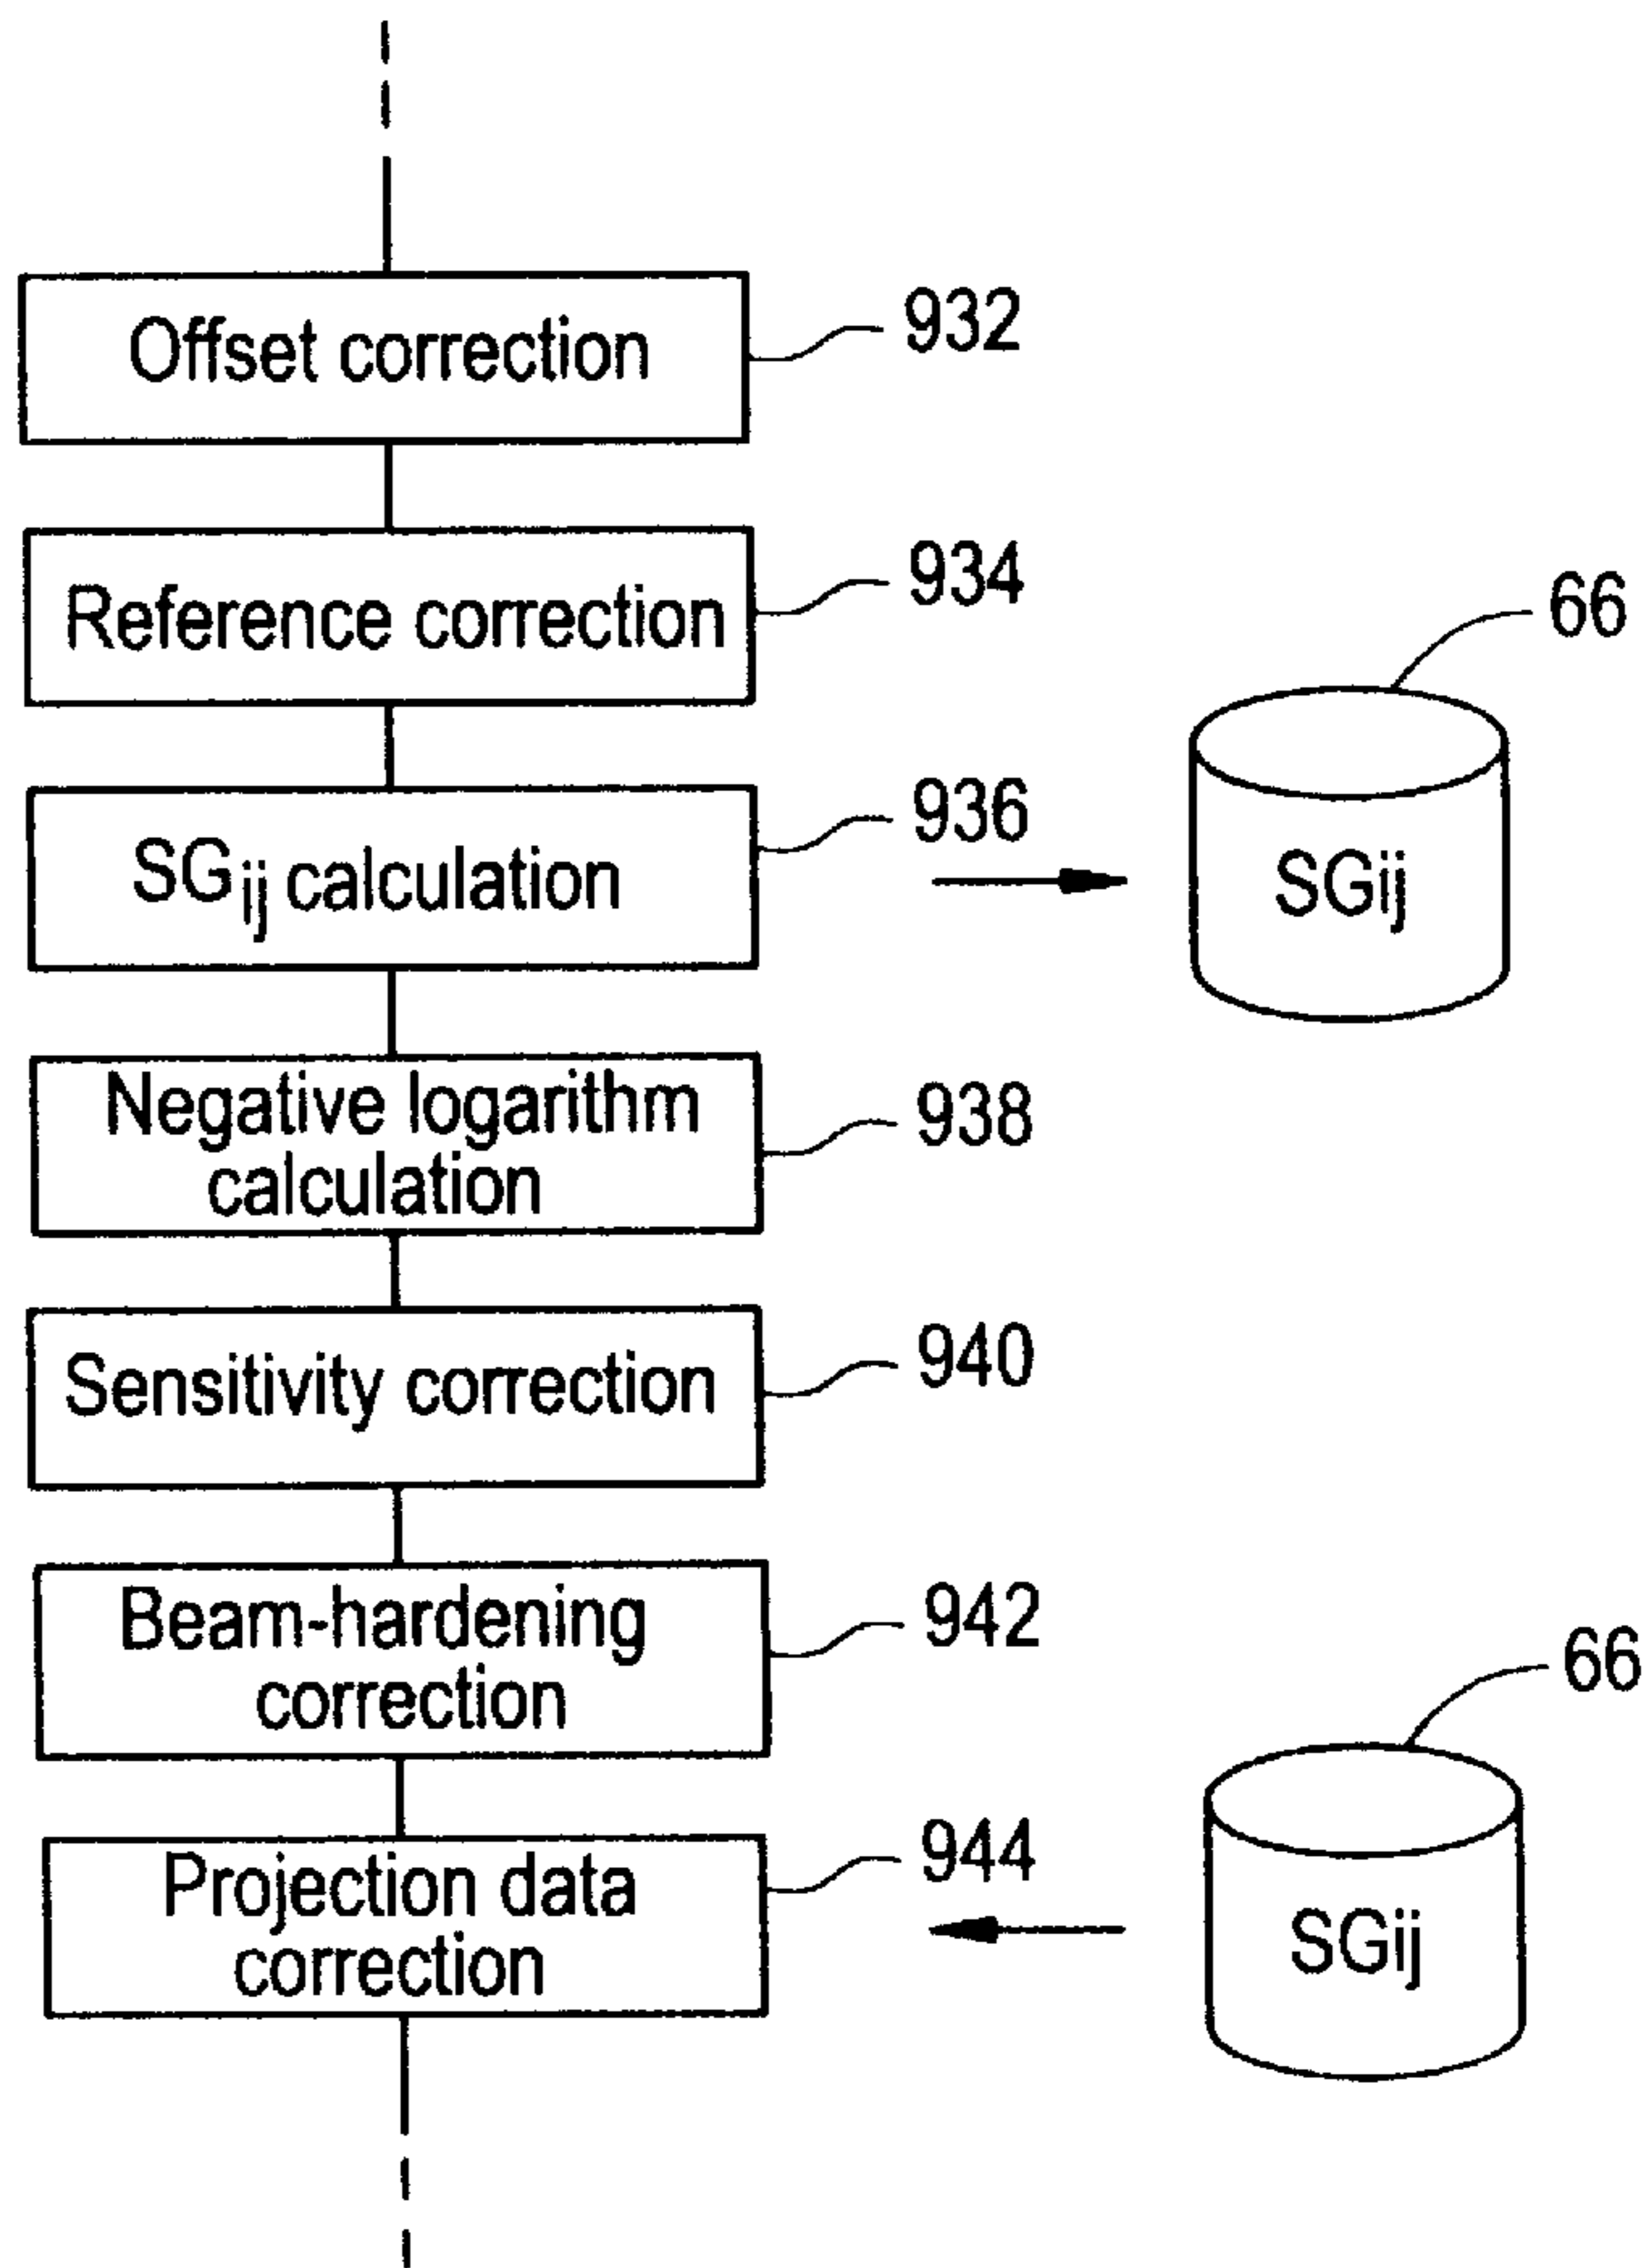 Offset correction
932
Reference correction
934
66
SGij calculation
936
SGij
Negative logarithm
calculation
938
Sensitivity correction
940
Beam-hardening
correction
942
66
Projection data
correction
944
SGij